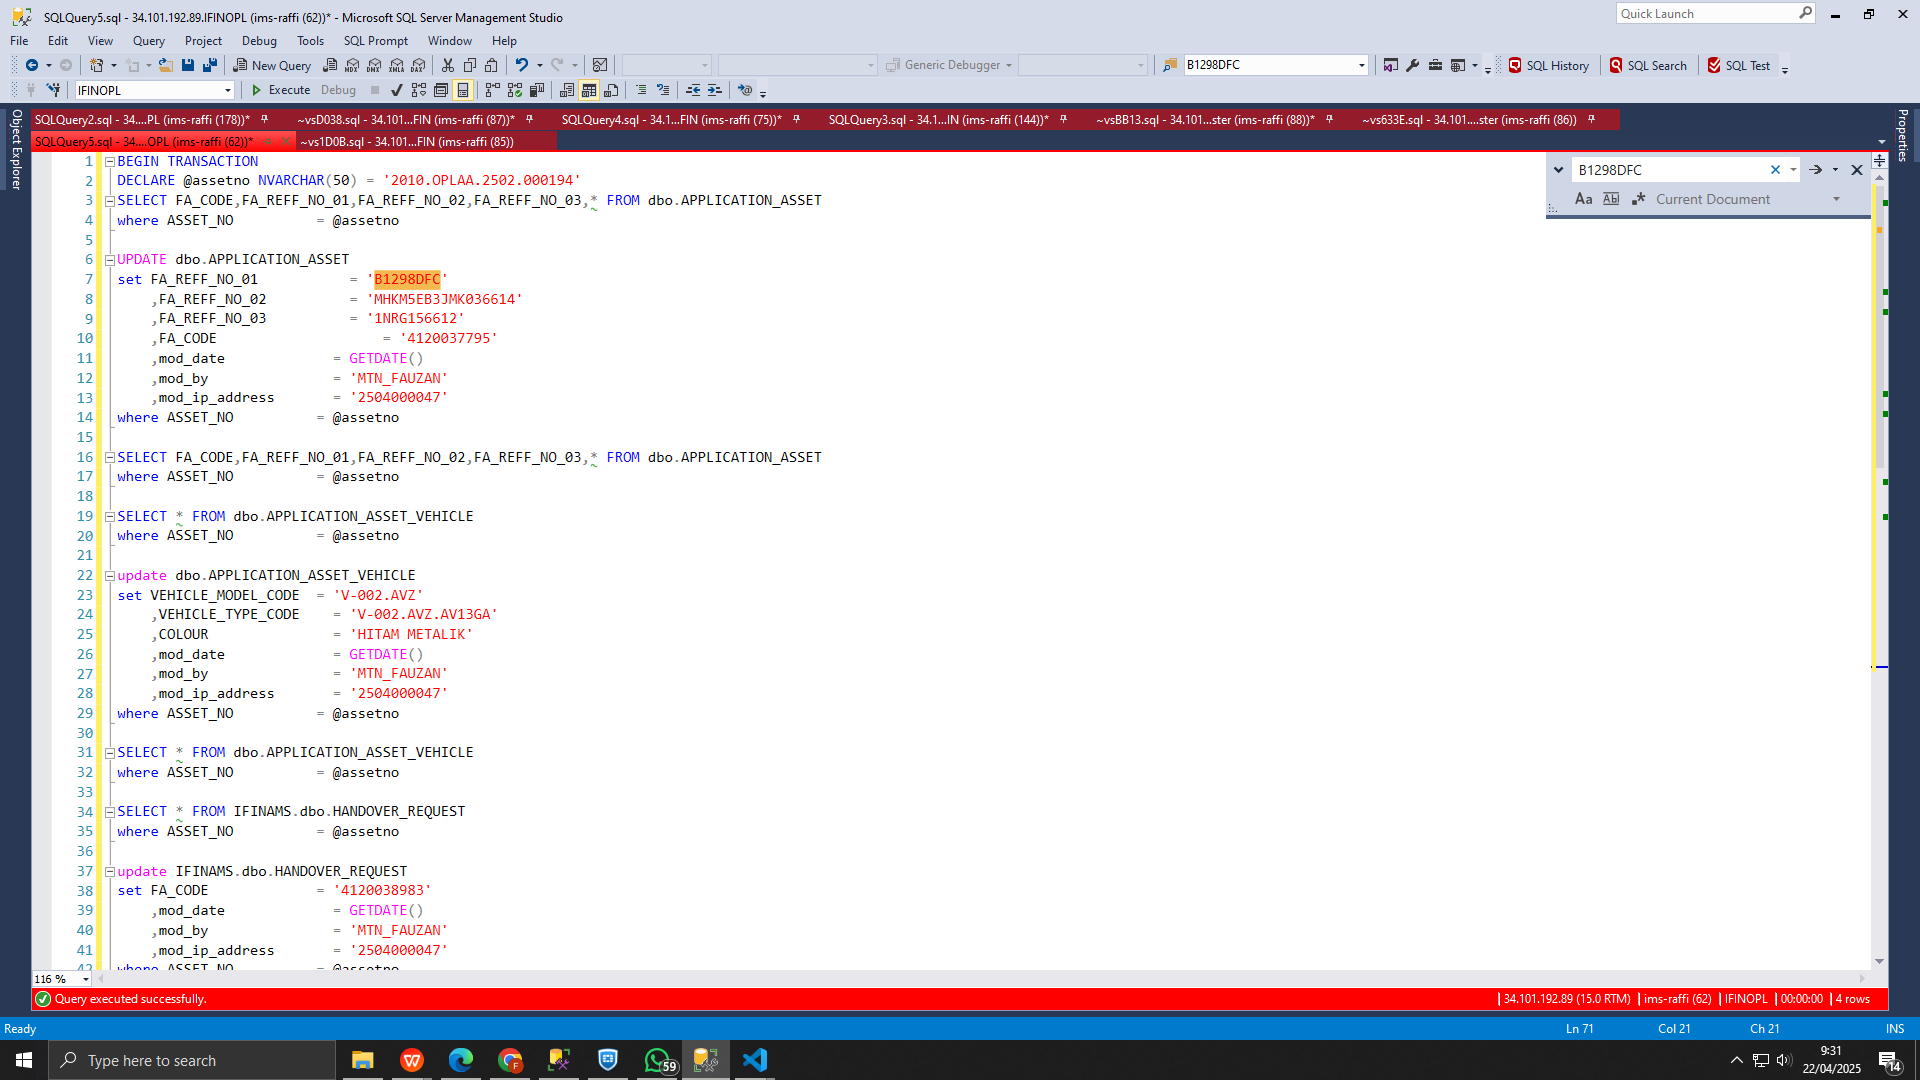 SQLQuery5.sql - 34.101.192.89.IFINOPL (ims-raffi (62))* - Microsoft SQL Server Management Studio
Quick Launch
File Edit View Query Project Debug Tools SQL Prompt Window Help
New Query MDX DMX XMLA DAX Generic Debugger B1298DFC SQL History SQL Search SQL Test
IFINOPL Execute Debug
SQLQuery2.sql - 34....PL (ims-raffi (178))* ~vsD038.sql - 34.101...FIN (ims-raffi (87))* SQLQuery4.sql - 34.1...FIN (ims-raffi (75))* SQLQuery3.sql - 34.1...IN (ims-raffi (144))* ~vsBB13.sql - 34.101...ster (ims-raffi (88))* ~vs633E.sql - 34.101....ster (ims-raffi (86))
SQLQuery5.sql - 34....OPL (ims-raffi (62))* ~vs1D0B.sql - 34.101...FIN (ims-raffi (85))
Object Explorer
Properties
B1298DFC
Aa Ab .* Current Document
1 BEGIN TRANSACTION
2 DECLARE @assetno NVARCHAR(50) = '2010.OPLAA.2502.000194'
3 SELECT FA_CODE,FA_REFF_NO_01,FA_REFF_NO_02,FA_REFF_NO_03,* FROM dbo.APPLICATION_ASSET
4 where ASSET_NO = @assetno
5
6 UPDATE dbo.APPLICATION_ASSET
7 set FA_REFF_NO_01 = 'B1298DFC'
8 ,FA_REFF_NO_02 = 'MHKM5EB3JMK036614'
9 ,FA_REFF_NO_03 = '1NRG156612'
10 ,FA_CODE = '4120037795'
11 ,mod_date = GETDATE()
12 ,mod_by = 'MTN_FAUZAN'
13 ,mod_ip_address = '2504000047'
14 where ASSET_NO = @assetno
15
16 SELECT FA_CODE,FA_REFF_NO_01,FA_REFF_NO_02,FA_REFF_NO_03,* FROM dbo.APPLICATION_ASSET
17 where ASSET_NO = @assetno
18
19 SELECT * FROM dbo.APPLICATION_ASSET_VEHICLE
20 where ASSET_NO = @assetno
21
22 update dbo.APPLICATION_ASSET_VEHICLE
23 set VEHICLE_MODEL_CODE = 'V-002.AVZ'
24 ,VEHICLE_TYPE_CODE = 'V-002.AVZ.AV13GA'
25 ,COLOUR = 'HITAM METALIK'
26 ,mod_date = GETDATE()
27 ,mod_by = 'MTN_FAUZAN'
28 ,mod_ip_address = '2504000047'
29 where ASSET_NO = @assetno
30
31 SELECT * FROM dbo.APPLICATION_ASSET_VEHICLE
32 where ASSET_NO = @assetno
33
34 SELECT * FROM IFINAMS.dbo.HANDOVER_REQUEST
35 where ASSET_NO = @assetno
36
37 update IFINAMS.dbo.HANDOVER_REQUEST
38 set FA_CODE = '4120038983'
39 ,mod_date = GETDATE()
40 ,mod_by = 'MTN_FAUZAN'
41 ,mod_ip_address = '2504000047'
42 where ASSET_NO = @assetno
116 %
Query executed successfully. 34.101.192.89 (15.0 RTM) ims-raffi (62) IFINOPL 00:00:00 4 rows
Ready Ln 71 Col 21 Ch 21 INS
Type here to search
59
9:31
22/04/2025
14